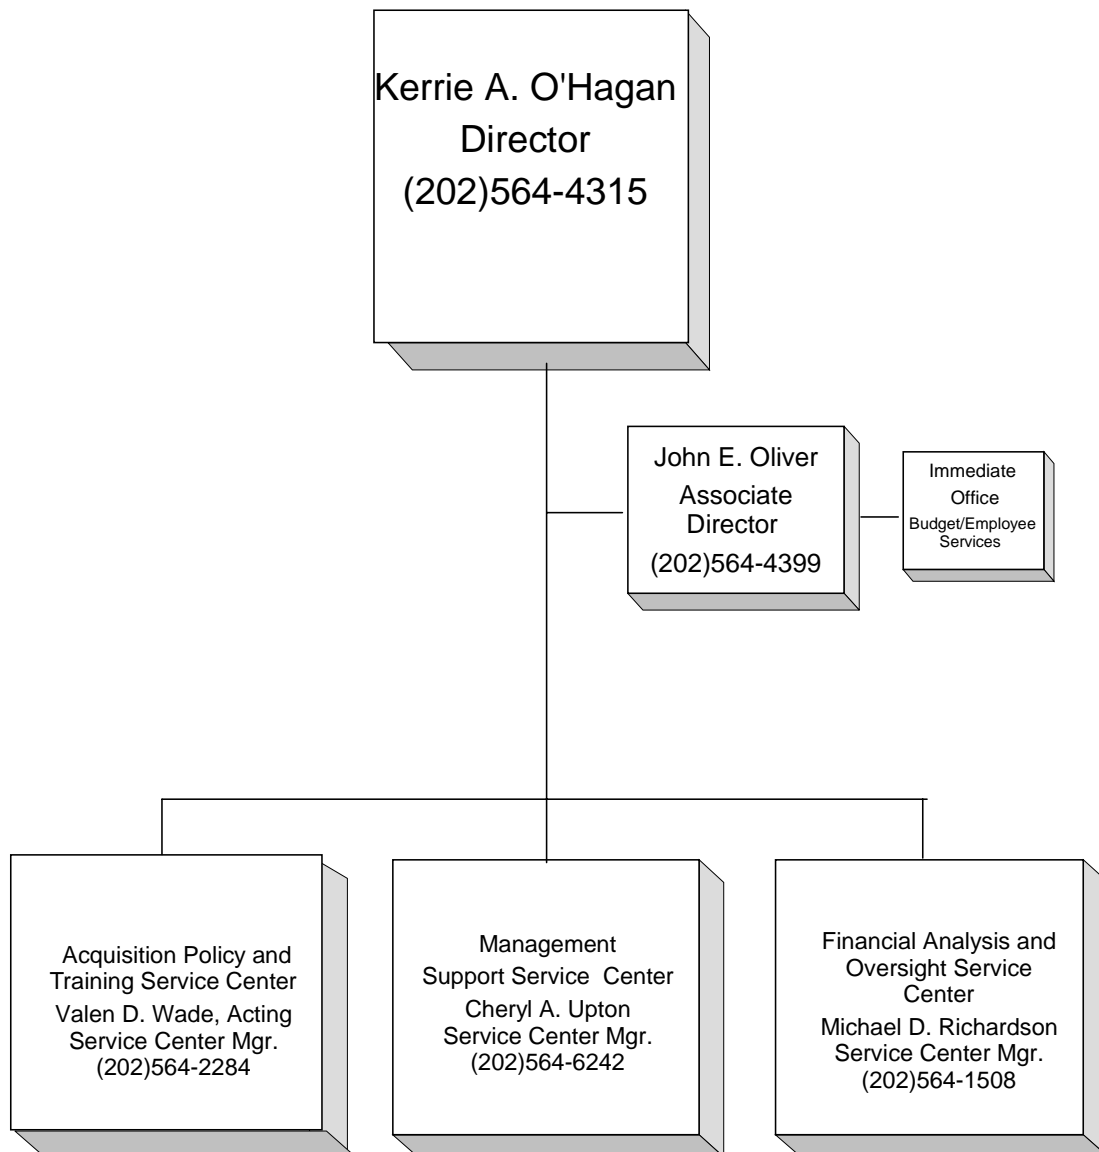 Kerrie A. O'Hagan
Director
(202)564-4315
John E. Oliver
Associate
Director
(202)564-4399
Immediate
Office
Budget/Employee
Services
Acquisition Policy and
Training Service Center
Valen D. Wade, Acting
Service Center Mgr.
(202)564-2284
Management
Support Service  Center
Cheryl A. Upton
Service Center Mgr.
(202)564-6242
Financial Analysis and
Oversight Service
Center
Michael D. Richardson
Service Center Mgr.
(202)564-1508